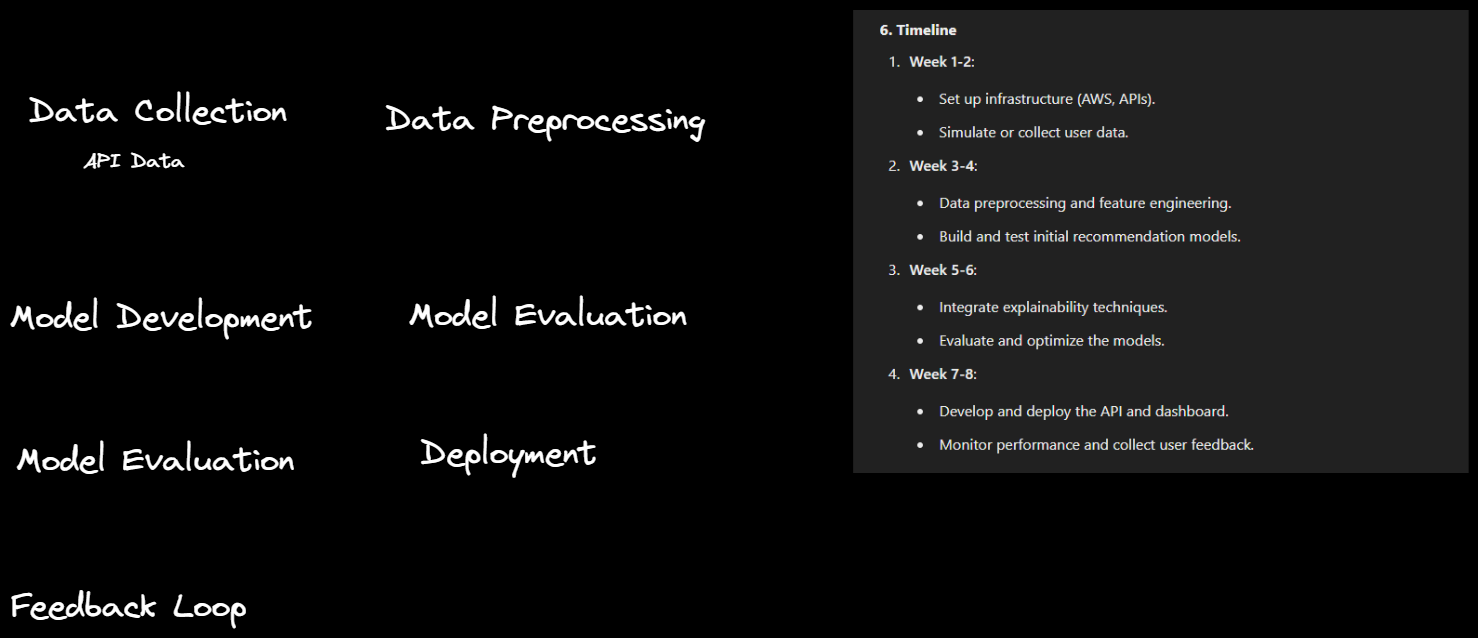 Data Collection
API Data
Data Preprocessing
Model Development
Model Evaluation
Model Evaluation
Deployment
Feedback Loop
6. Timeline
1. Week 1-2:
• Set up infrastructure (AWS, APIs).
• Simulate or collect user data.
2. Week 3-4:
• Data preprocessing and feature engineering.
• Build and test initial recommendation models.
3. Week 5-6:
• Integrate explainability techniques.
• Evaluate and optimize the models.
4. Week 7-8:
• Develop and deploy the API and dashboard.
• Monitor performance and collect user feedback.